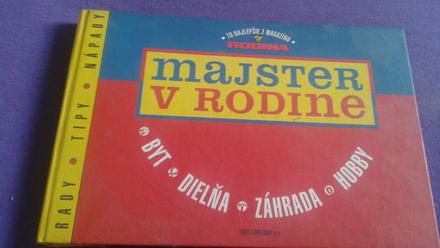 • TO NAJLEPŠIE Z MAGAZÍNU •
RODINA
MAJSTER
V RODINE
BYT • DIELŇA • ZÁHRADA • HOBBY
RADY • TIPY • NÁPADY